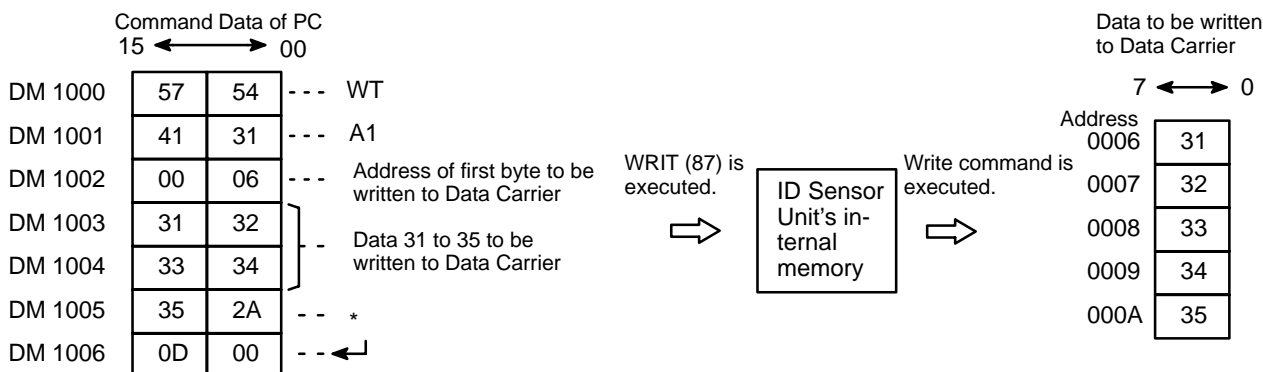 Command Data of PC
15 00
DM 1000 57 54 - - - WT
DM 1001 41 31 - - - A1
DM 1002 00 06 - - - Address of first byte to be
written to Data Carrier
DM 1003 31 32
- - Data 31 to 35 to be
written to Data Carrier
DM 1004 33 34
DM 1005 35 2A - - *
DM 1006 0D 00 - -
WRIT (87) is
executed.
ID Sensor
Unit's in-
ternal
memory
Write command is
executed.
Data to be written
to Data Carrier
7 0
Address
0006 31
0007 32
0008 33
0009 34
000A 35